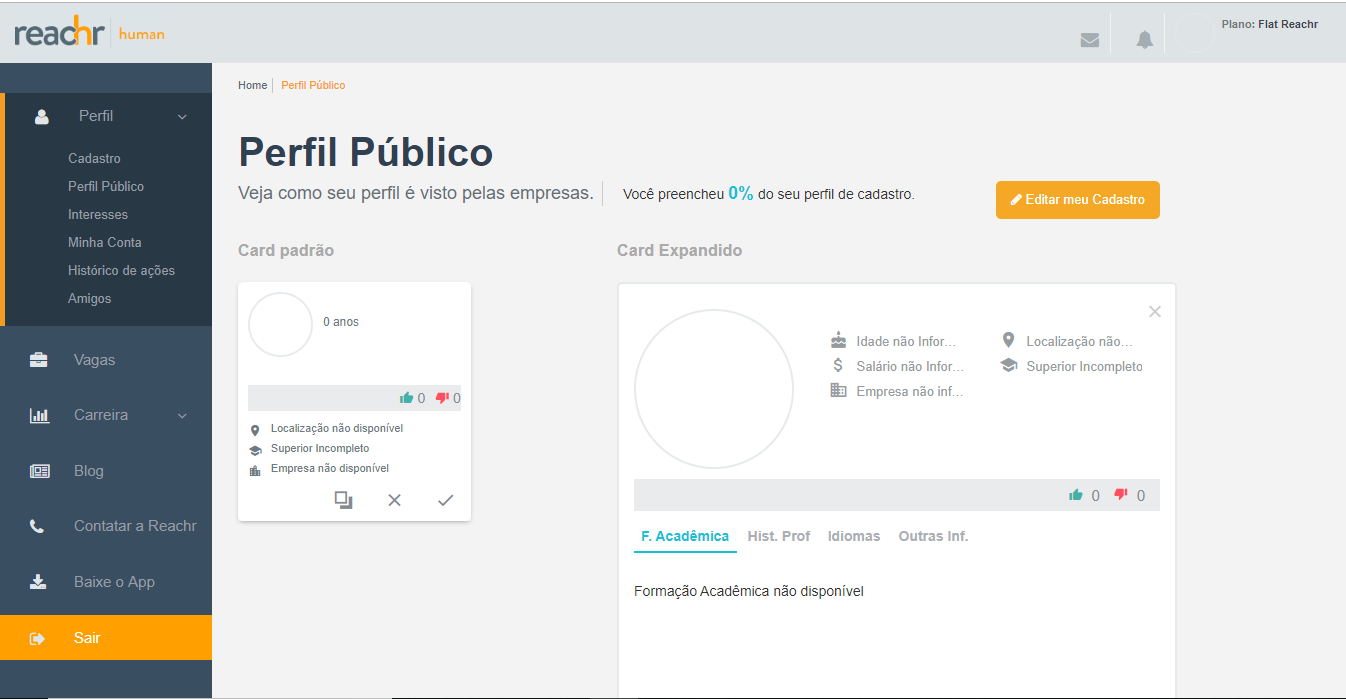 reachr human
Plano: Flat Reachr
Perfil
Cadastro
Perfil Público
Interesses
Minha Conta
Histórico de ações
Amigos
Vagas
Carreira
Blog
Contatar a Reachr
Baixe o App
Sair
Home Perfil Público
Perfil Público
Veja como seu perfil é visto pelas empresas. Você preencheu 0% do seu perfil de cadastro.
Editar meu Cadastro
Card padrão
0 anos
0 0
Localização não disponível
Superior Incompleto
Empresa não disponível
Card Expandido
Idade não Infor... Localização não...
Salário não Infor... Superior Incompleto
Empresa não inf...
0 0
F. Acadêmica Hist. Prof Idiomas Outras Inf.
Formação Acadêmica não disponível